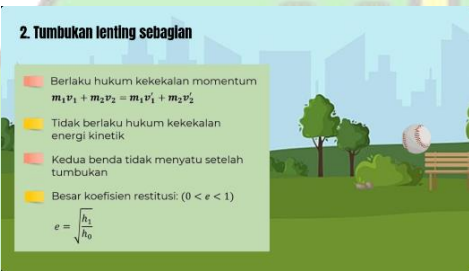 2. Tumbukan lenting sebagian
Berlaku hukum kekekalan momentum
m₁v₁ + m₂v₂ = m₁v₁′ + m₂v₂′
Tidak berlaku hukum kekekalan
energi kinetik
Kedua benda tidak menyatu setelah
tumbukan
Besar koefisien restitusi: (0 < e < 1)
e = √(h₁/h₀)